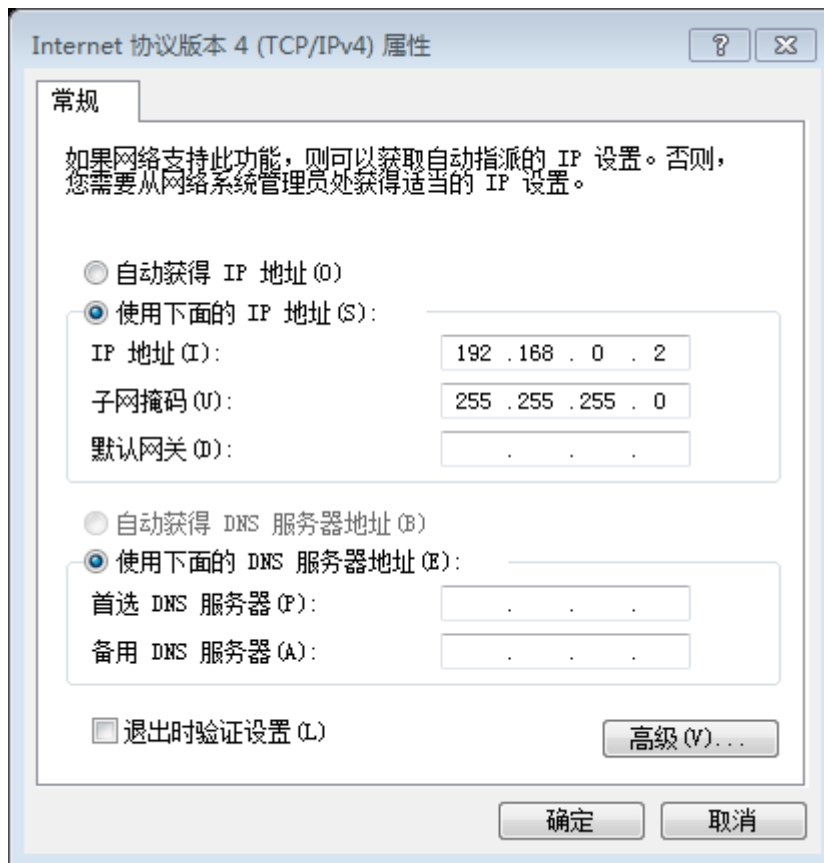 Internet 协议版本 4 (TCP/IPv4) 属性
常规
如果网络支持此功能，则可以获取自动指派的 IP 设置。否则，
您需要从网络系统管理员处获得适当的 IP 设置。
自动获得 IP 地址(O)
使用下面的 IP 地址(S):
IP 地址(I): 192 .168 . 0 . 2
子网掩码(U): 255 .255 .255 . 0
默认网关(D): . . .
自动获得 DNS 服务器地址(B)
使用下面的 DNS 服务器地址(E):
首选 DNS 服务器(P): . . .
备用 DNS 服务器(A): . . .
退出时验证设置(L)
高级(V)...
确定 取消